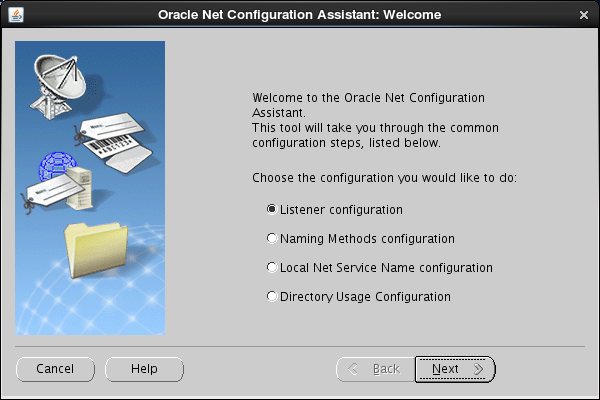 Oracle Net Configuration Assistant: Welcome
Welcome to the Oracle Net Configuration
Assistant.
This tool will take you through the common
configuration steps, listed below.
Choose the configuration you would like to do:
Listener configuration
Naming Methods configuration
Local Net Service Name configuration
Directory Usage Configuration
Cancel
Help
Back
Next